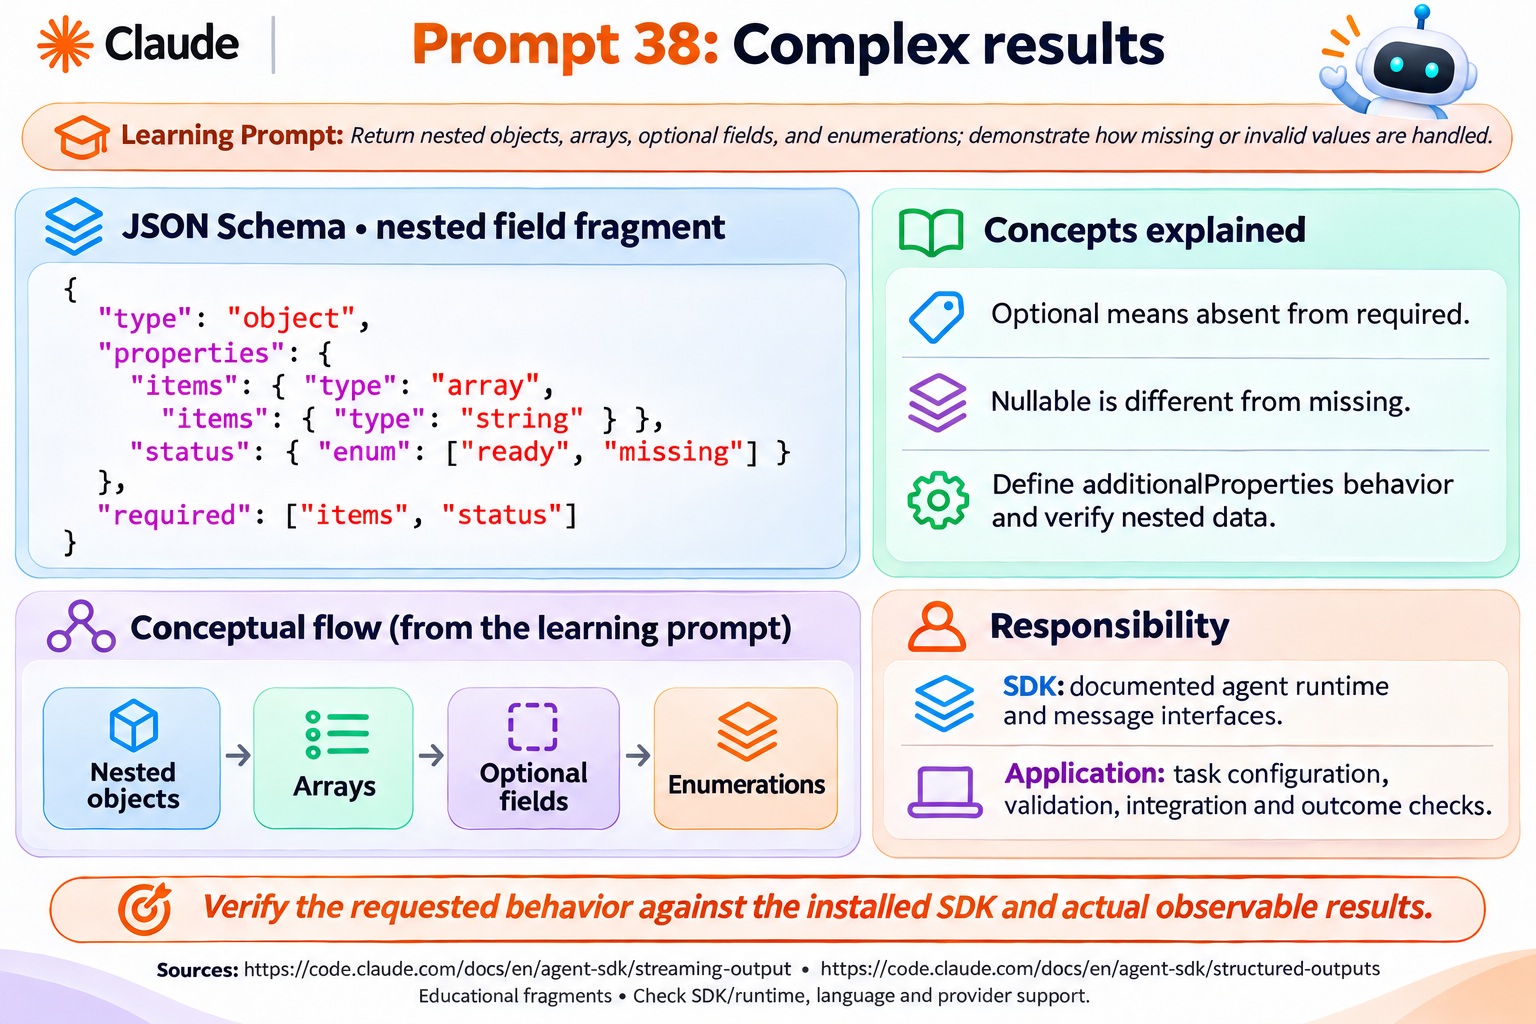 Claude
Prompt 38: Complex results
Learning Prompt: Return nested objects, arrays, optional fields, and enumerations; demonstrate how missing or invalid values are handled.
JSON Schema • nested field fragment
{
  "type": "object",
  "properties": {
    "items": { "type": "array",
      "items": { "type": "string" } },
    "status": { "enum": ["ready", "missing"] }
  },
  "required": ["items", "status"]
}
Concepts explained
Optional means absent from required.
Nullable is different from missing.
Define additionalProperties behavior
and verify nested data.
Conceptual flow (from the learning prompt)
Nested
objects
Arrays
Optional
fields
Enumerations
Responsibility
SDK: documented agent runtime
and message interfaces.
Application: task configuration,
validation, integration and outcome checks.
Verify the requested behavior against the installed SDK and actual observable results.
Sources: https://code.claude.com/docs/en/agent-sdk/streaming-output • https://code.claude.com/docs/en/agent-sdk/structured-outputs
Educational fragments • Check SDK/runtime, language and provider support.